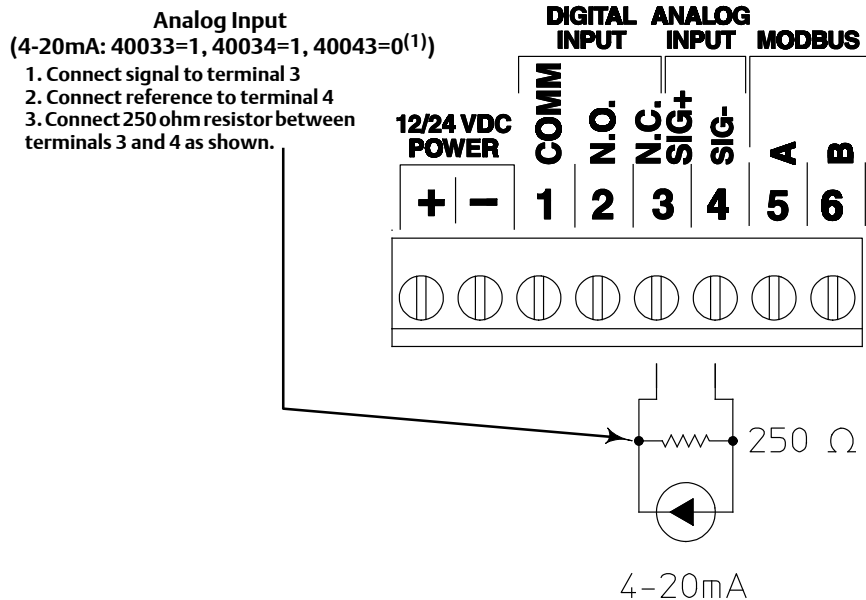 Analog Input
(4-20mA: 40033=1, 40034=1, 40043=0(1))
1. Connect signal to terminal 3
2. Connect reference to terminal 4
3. Connect 250 ohm resistor between
terminals 3 and 4 as shown.
DIGITAL INPUT
ANALOG INPUT
MODBUS
12/24 VDC
POWER
COMM
N.O.
N.C.
SIG+
SIG-
A
B
+ - 1 2 3 4 5 6
250 Ω
4-20mA